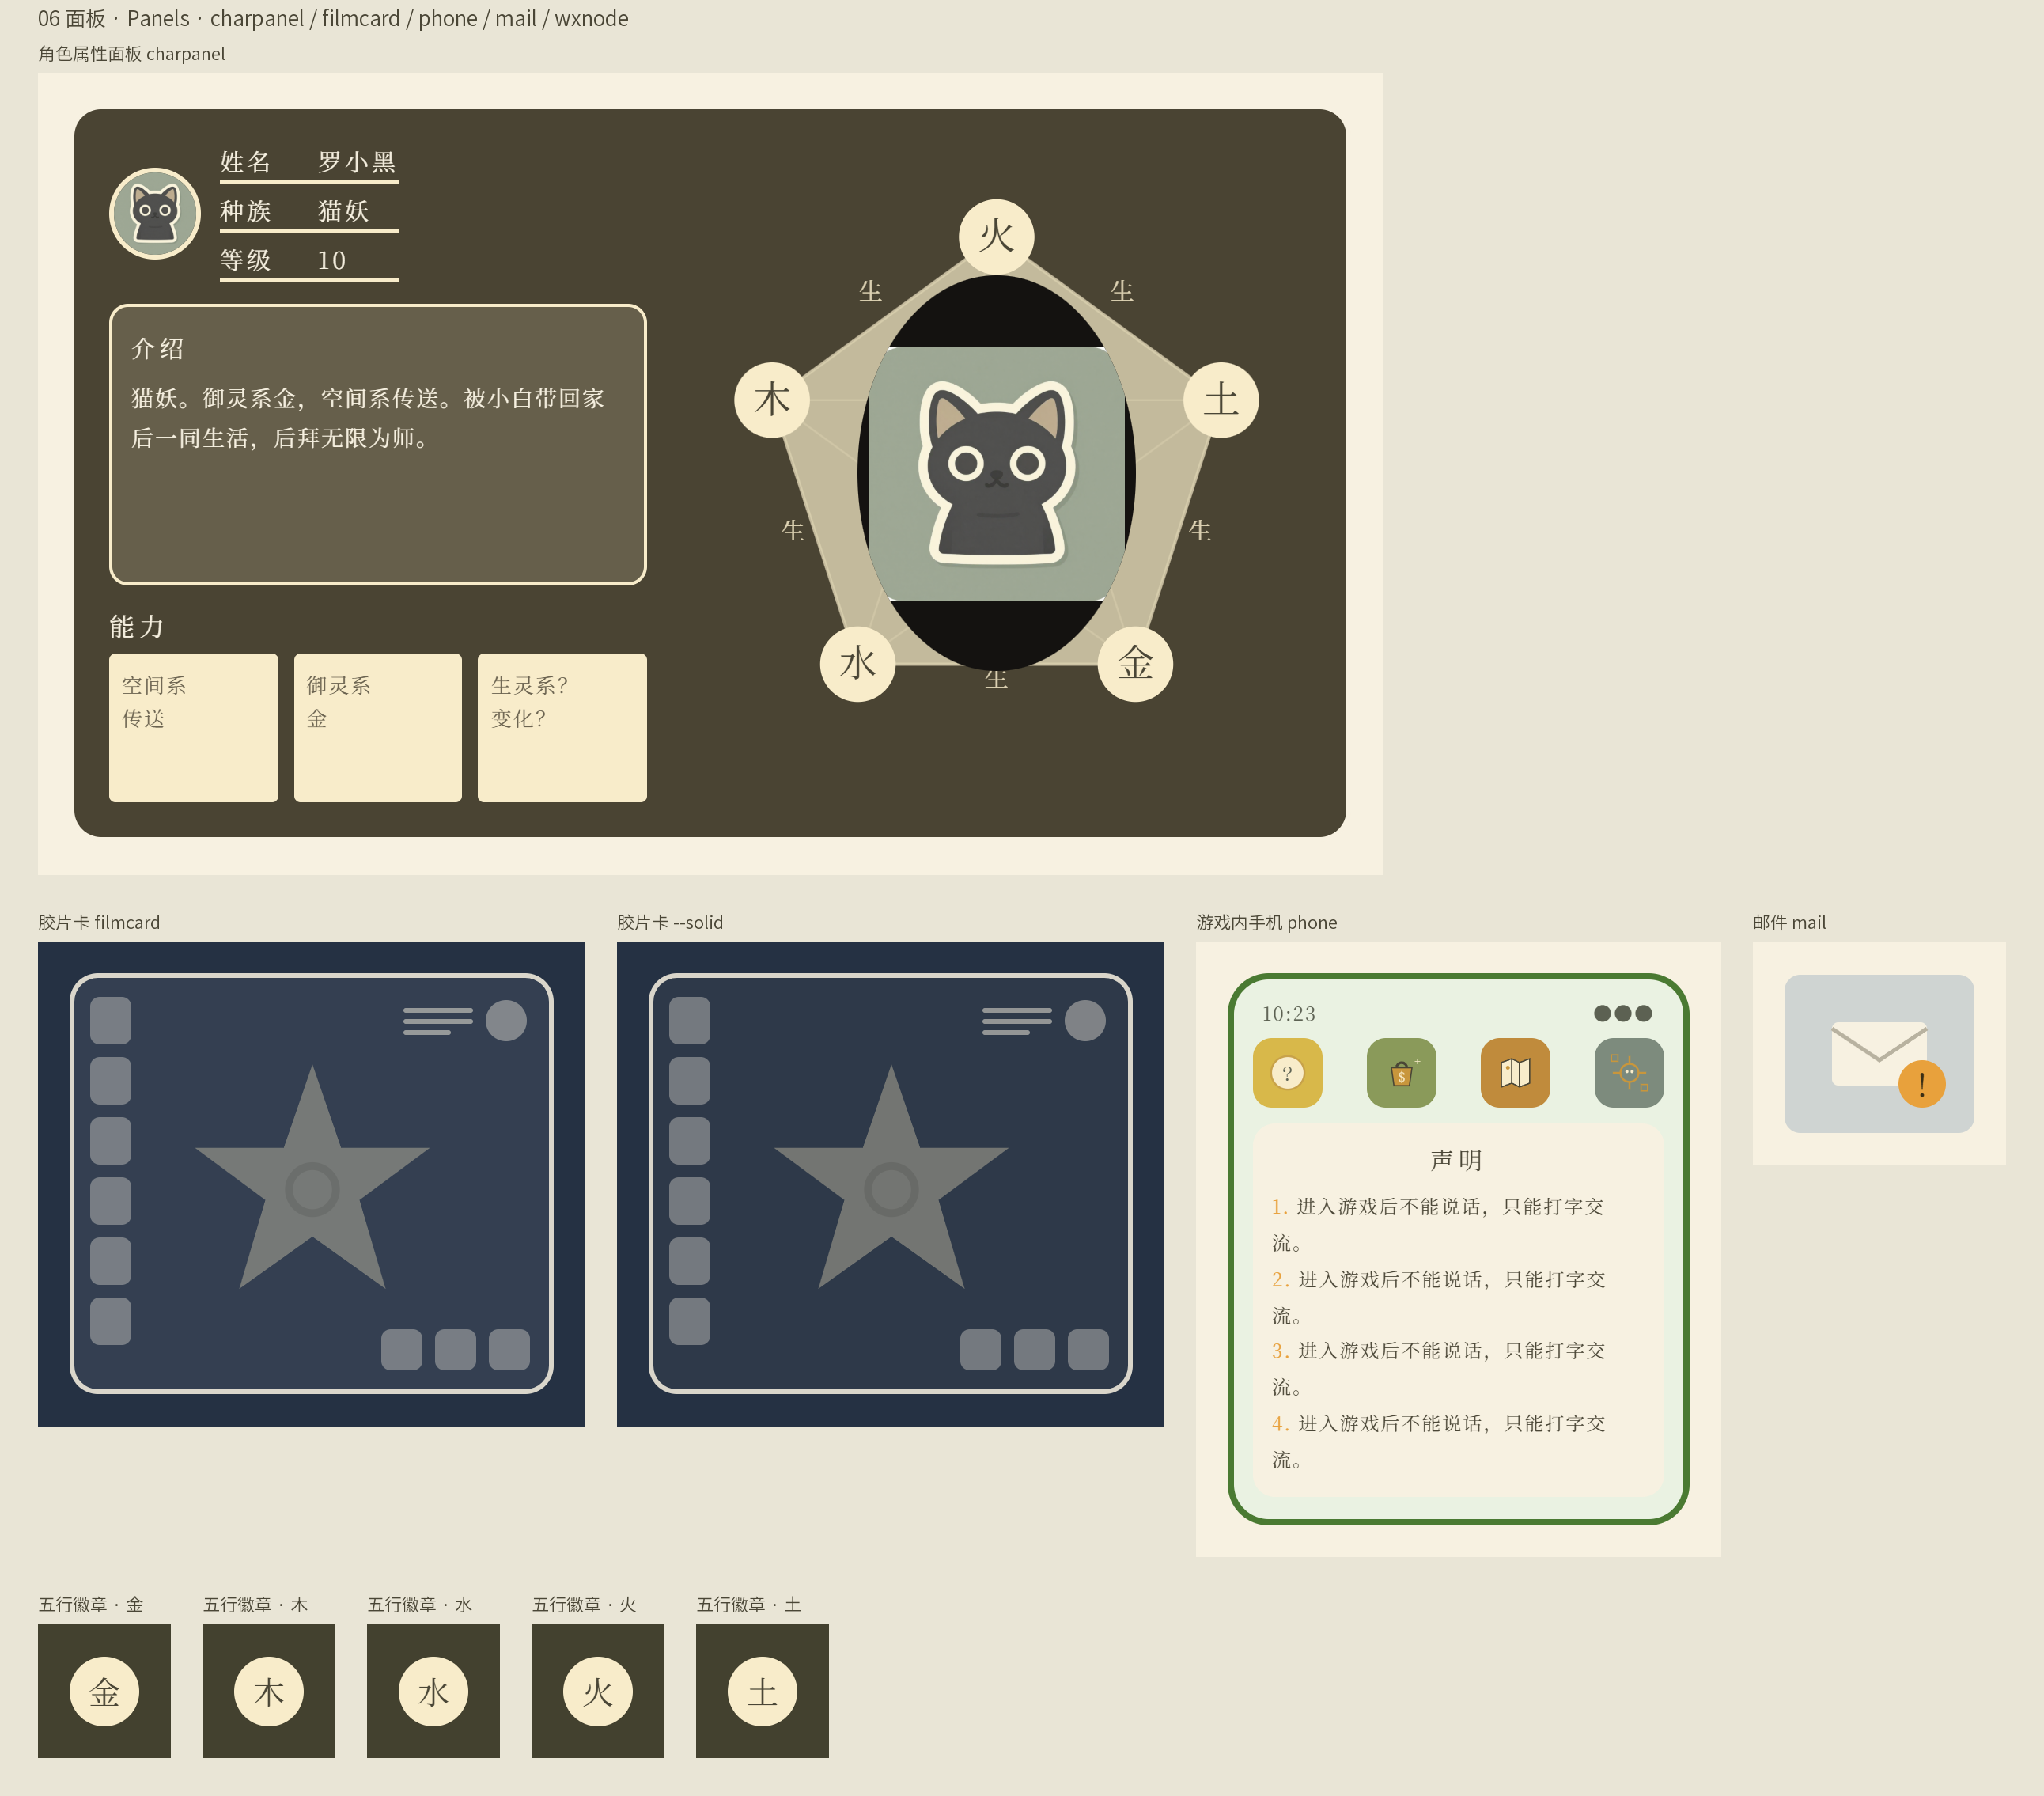 06 面板 · Panels · charpanel / filmcard / phone / mail / wxnode
角色属性面板 charpanel
姓名 罗小黑
种族 猫妖
等级 10
介绍
猫妖。御灵系金，空间系传送。被小白带回家
后一同生活，后拜无限为师。
能力
空间系
传送
御灵系
金
生灵系？
变化？
火
生
生
木
土
生
生
水
金
生
胶片卡 filmcard
胶片卡 --solid
游戏内手机 phone
10:23
?
$
+
声明
1. 进入游戏后不能说话，只能打字交
流。
2. 进入游戏后不能说话，只能打字交
流。
3. 进入游戏后不能说话，只能打字交
流。
4. 进入游戏后不能说话，只能打字交
流。
邮件 mail
!
五行徽章 · 金
金
五行徽章 · 木
木
五行徽章 · 水
水
五行徽章 · 火
火
五行徽章 · 土
土